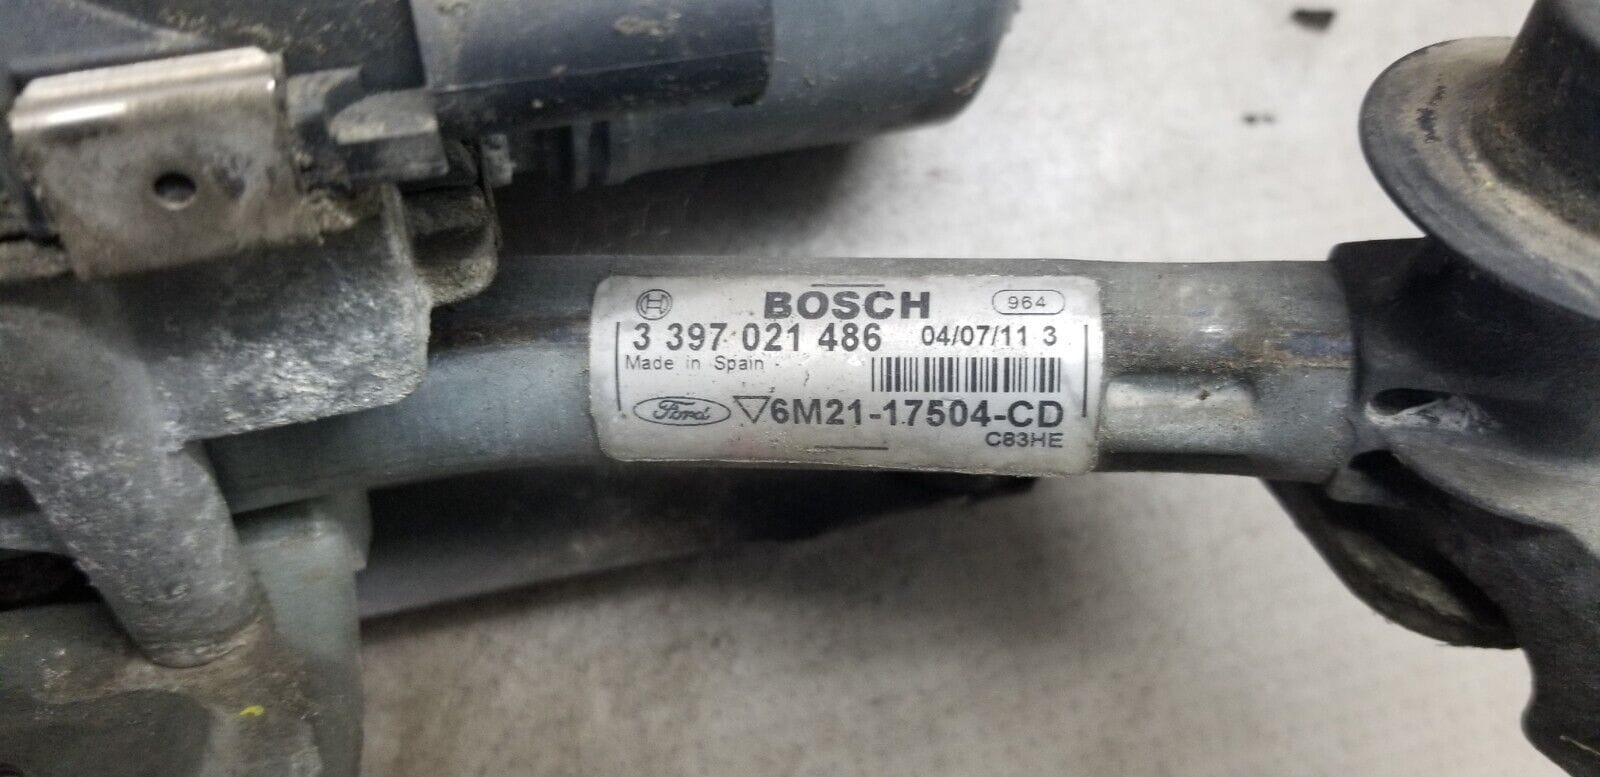 BOSCH 964
3 397 021 486 04/07/11 3
Made in Spain
Ford 6M21-17504-CD
C83HE